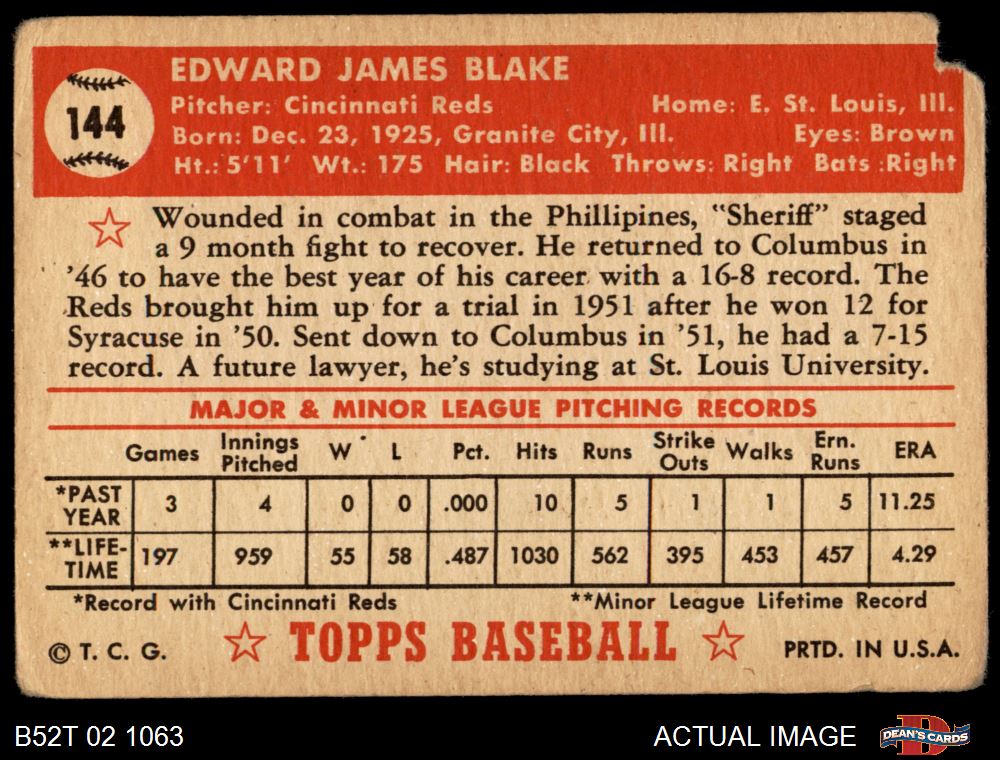 EDWARD JAMES BLAKE
144
Pitcher: Cincinnati Reds Home: E. St. Louis, Ill.
Born: Dec. 23, 1925, Granite City, Ill. Eyes: Brown
Ht.: 5'11' Wt.: 175 Hair: Black Throws: Right Bats :Right
Wounded in combat in the Phillipines, "Sheriff" staged
a 9 month fight to recover. He returned to Columbus in
'46 to have the best year of his career with a 16-8 record. The
Reds brought him up for a trial in 1951 after he won 12 for
Syracuse in '50. Sent down to Columbus in '51, he had a 7-15
record. A future lawyer, he's studying at St. Louis University.
MAJOR & MINOR LEAGUE PITCHING RECORDS
Games Innings Pitched W L Pct. Hits Runs Strike Outs Walks Ern. Runs ERA
*PAST YEAR 3 4 0 0 .000 10 5 1 1 5 11.25
**LIFE-TIME 197 959 55 58 .487 1030 562 395 453 457 4.29
*Record with Cincinnati Reds **Minor League Lifetime Record
© T. C. G. TOPPS BASEBALL PRTD. IN U.S.A.
B52T 02 1063 ACTUAL IMAGE D DEAN'S CARDS